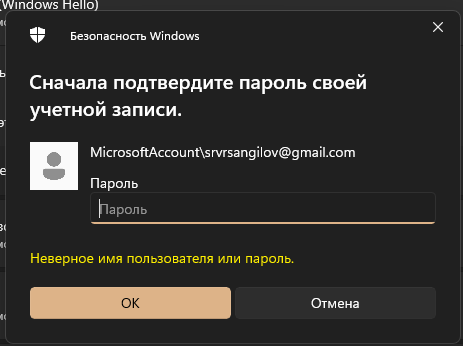 (Windows Hello)
Безопасность Windows
Сначала подтвердите пароль своей
учетной записи.
MicrosoftAccount\srvrsangilov@gmail.com
Пароль
Пароль
Неверное имя пользователя или пароль.
OK
Отмена